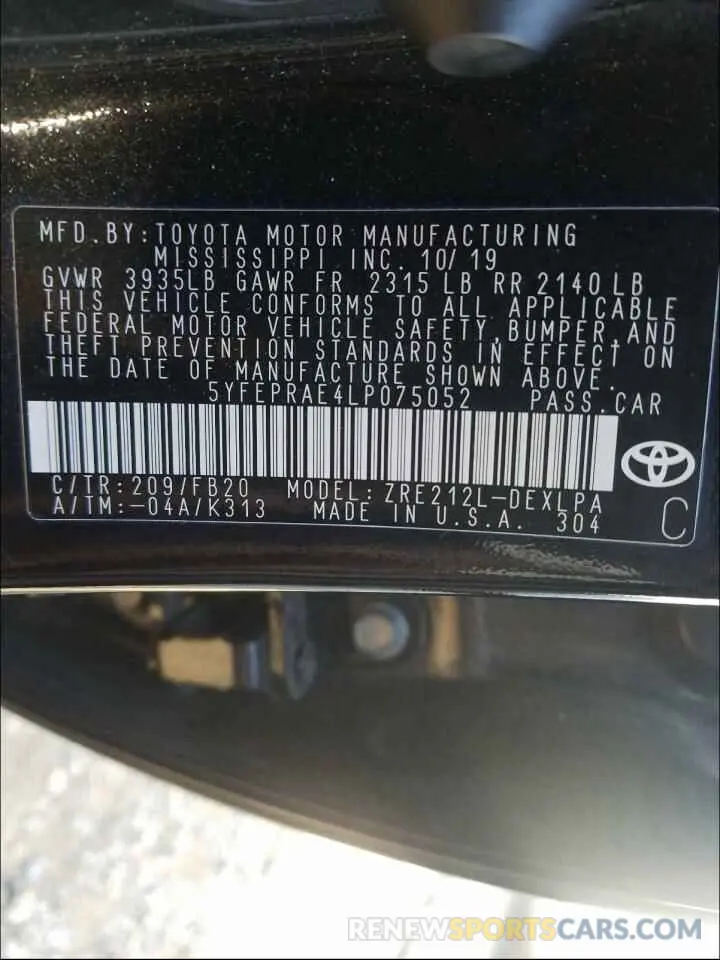 MFD.BY:TOYOTA MOTOR MANUFACTURING
MISSISSIPPI INC. 10/19
GVWR 3935LB GAWR FR 2315 LB RR 2140 LB
THIS VEHICLE CONFORMS TO ALL APPLICABLE
FEDERAL MOTOR VEHICLE SAFETY, BUMPER, AND
THEFT PREVENTION STANDARDS IN EFFECT ON
THE DATE OF MANUFACTURE SHOWN ABOVE.
5YFEPRAE4LP075052 PASS.CAR
C/TR:209/FB20 MODEL:ZRE212L-DEXLPA
A/TM:-04A/K313 MADE IN U.S.A. 304 C
RENEWSPORTSCARS.COM